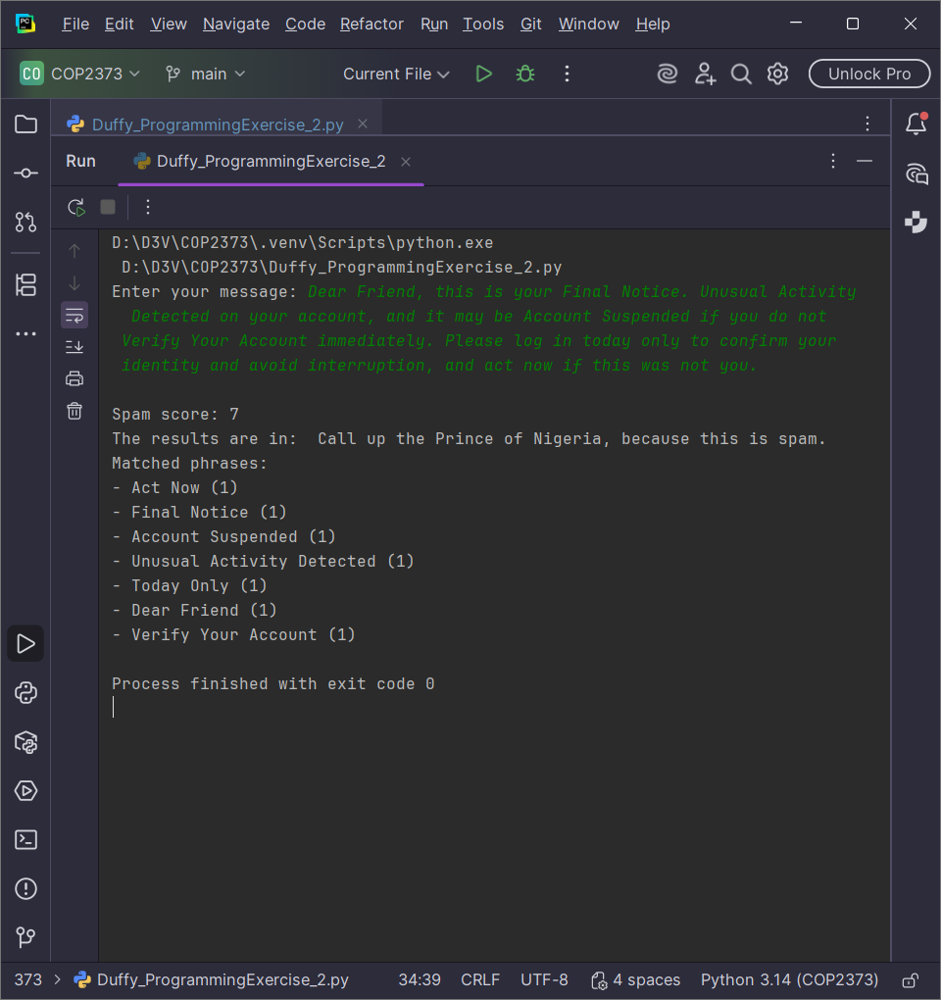 PC
File Edit View Navigate Code Refactor Run Tools Git Window Help
CO COP2373 main Current File Unlock Pro
Duffy_ProgrammingExercise_2.py
Run Duffy_ProgrammingExercise_2
D:\D3V\COP2373\.venv\Scripts\python.exe
D:\D3V\COP2373\Duffy_ProgrammingExercise_2.py
Enter your message: Dear Friend, this is your Final Notice. Unusual Activity
Detected on your account, and it may be Account Suspended if you do not
Verify Your Account immediately. Please log in today only to confirm your
identity and avoid interruption, and act now if this was not you.
Spam score: 7
The results are in:  Call up the Prince of Nigeria, because this is spam.
Matched phrases:
- Act Now (1)
- Final Notice (1)
- Account Suspended (1)
- Unusual Activity Detected (1)
- Today Only (1)
- Dear Friend (1)
- Verify Your Account (1)
Process finished with exit code 0
373 > Duffy_ProgrammingExercise_2.py 34:39 CRLF UTF-8 4 spaces Python 3.14 (COP2373)